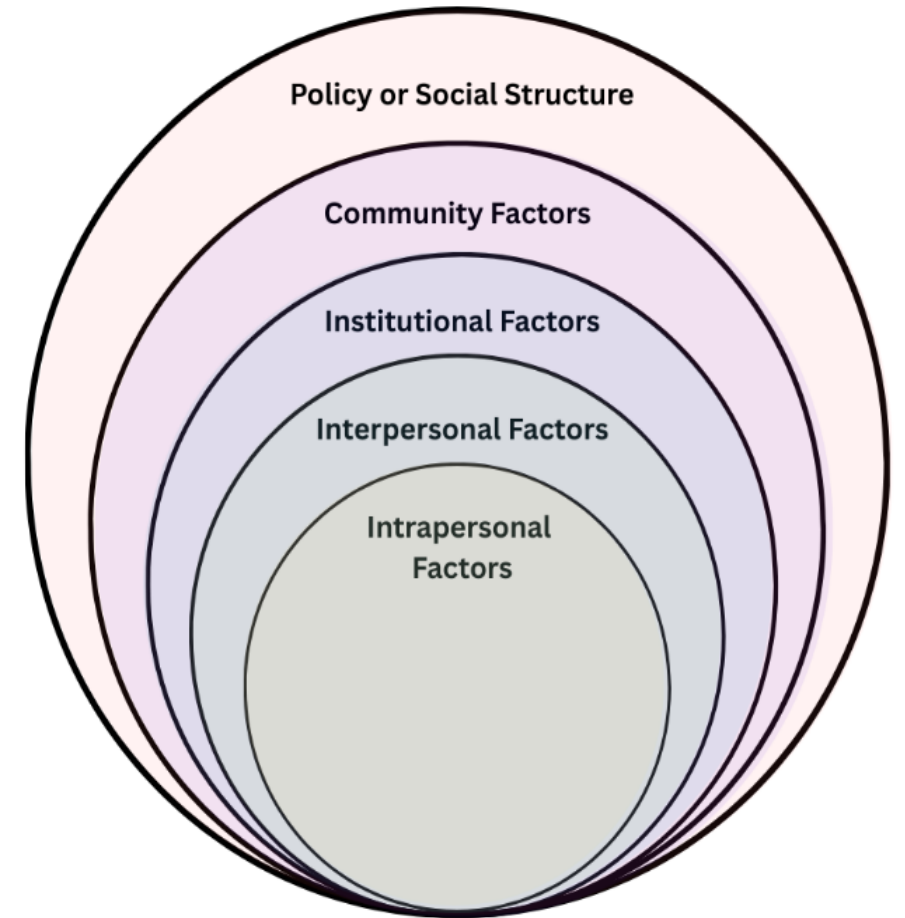 Policy or Social Structure
Community Factors
Institutional Factors
Interpersonal Factors
Intrapersonal
Factors